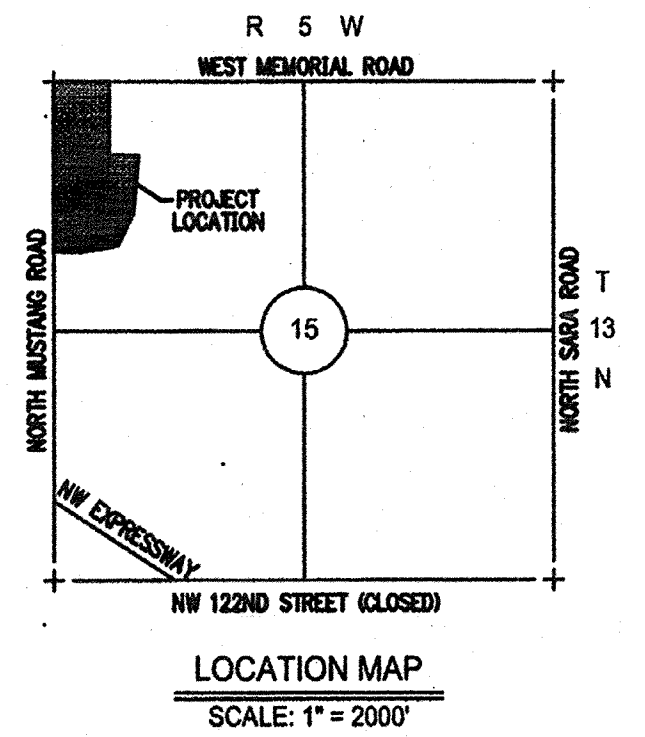 R 5 W
WEST MEMORIAL ROAD
PROJECT
LOCATION
NORTH MUSTANG ROAD
15
NORTH SARA ROAD
T
13
N
NW EXPRESSWAY
NW 122ND STREET (CLOSED)
LOCATION MAP
SCALE: 1" = 2000'